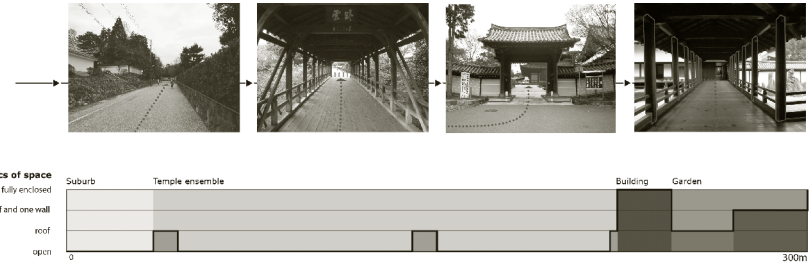 cs of space
Suburb
Temple ensemble
Building
Garden
fully enclosed
f and one wall
roof
open
0
300m